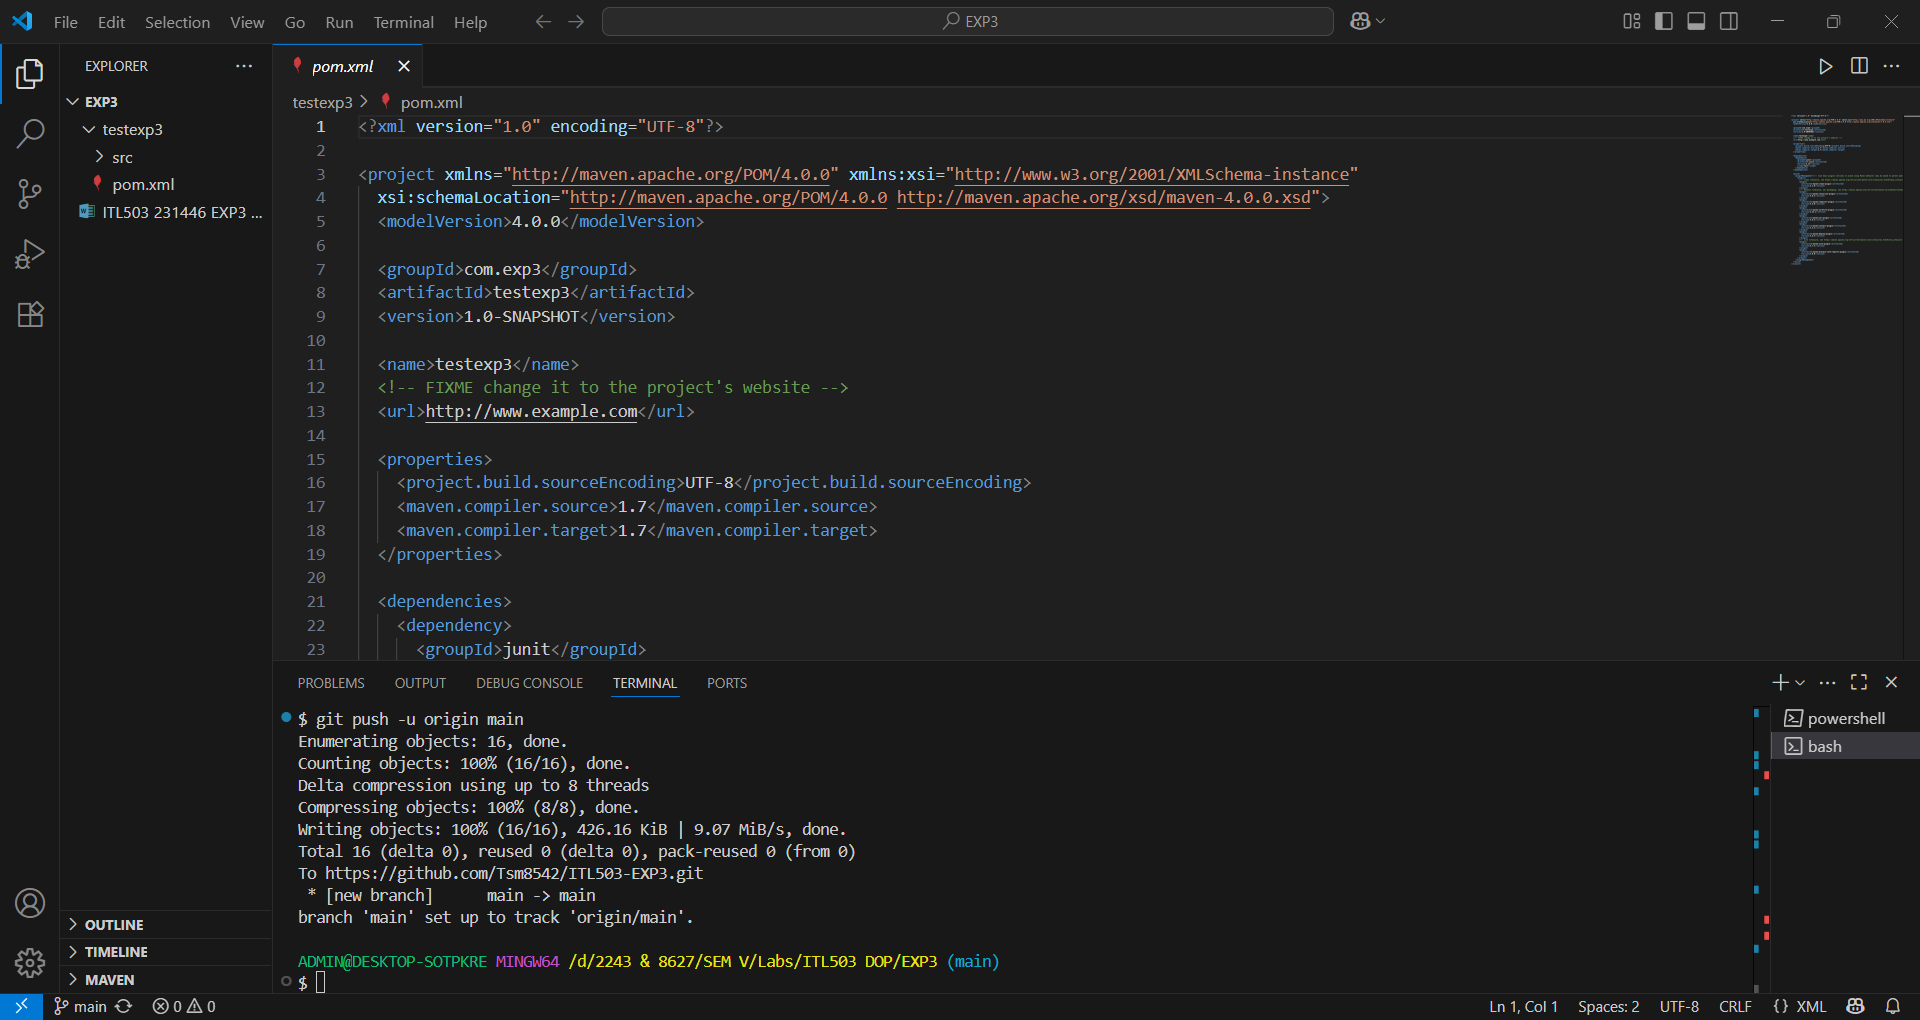 File Edit Selection View Go Run Terminal Help
EXP3
EXPLORER
EXP3
testexp3
src
pom.xml
ITL503 231446 EXP3 ...
pom.xml
testexp3 > pom.xml
1 <?xml version="1.0" encoding="UTF-8"?>
2
3 <project xmlns="http://maven.apache.org/POM/4.0.0" xmlns:xsi="http://www.w3.org/2001/XMLSchema-instance"
4 xsi:schemaLocation="http://maven.apache.org/POM/4.0.0 http://maven.apache.org/xsd/maven-4.0.0.xsd">
5 <modelVersion>4.0.0</modelVersion>
6
7 <groupId>com.exp3</groupId>
8 <artifactId>testexp3</artifactId>
9 <version>1.0-SNAPSHOT</version>
10
11 <name>testexp3</name>
12 <!-- FIXME change it to the project's website -->
13 <url>http://www.example.com</url>
14
15 <properties>
16 <project.build.sourceEncoding>UTF-8</project.build.sourceEncoding>
17 <maven.compiler.source>1.7</maven.compiler.source>
18 <maven.compiler.target>1.7</maven.compiler.target>
19 </properties>
20
21 <dependencies>
22 <dependency>
23 <groupId>junit</groupId>
PROBLEMS OUTPUT DEBUG CONSOLE TERMINAL PORTS
$ git push -u origin main
Enumerating objects: 16, done.
Counting objects: 100% (16/16), done.
Delta compression using up to 8 threads
Compressing objects: 100% (8/8), done.
Writing objects: 100% (16/16), 426.16 KiB | 9.07 MiB/s, done.
Total 16 (delta 0), reused 0 (delta 0), pack-reused 0 (from 0)
To https://github.com/Tsm8542/ITL503-EXP3.git
* [new branch] main -> main
branch 'main' set up to track 'origin/main'.
ADMIN@DESKTOP-SOTPKRE MINGW64 /d/2243 & 8627/SEM V/Labs/ITL503 DOP/EXP3 (main)
$
powershell
bash
OUTLINE
TIMELINE
MAVEN
main 0 0 Ln 1, Col 1 Spaces: 2 UTF-8 CRLF {} XML